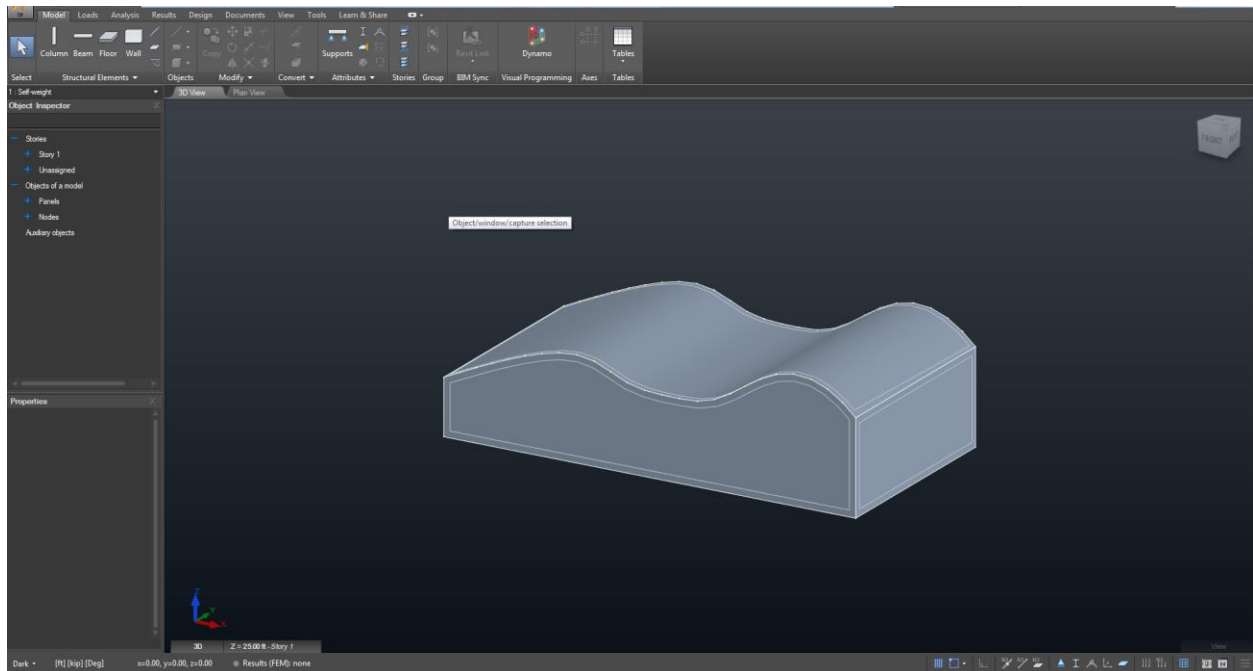 Model Loads Analysis Results Design Documents View Tools Learn & Share
Column Beam Floor Wall Copy Supports Revit Link Dynamo Tables
Select Structural Elements Objects Modify Convert Attributes Stories Group BIM Sync Visual Programming Axes Tables
1 : Self-weight 3D View Plan View
Object Inspector
Stories
Story 1
Unassigned
Objects of a model
Panels
Nodes
Auxiliary objects
Object/window/capture selection
FRONT
Properties
Z
Y
X
3D Z = 25.00 ft - Story 1 View
Dark [ft] [kip] [Deg] x=0.00, y=0.00, z=0.00 Results (FEM): none